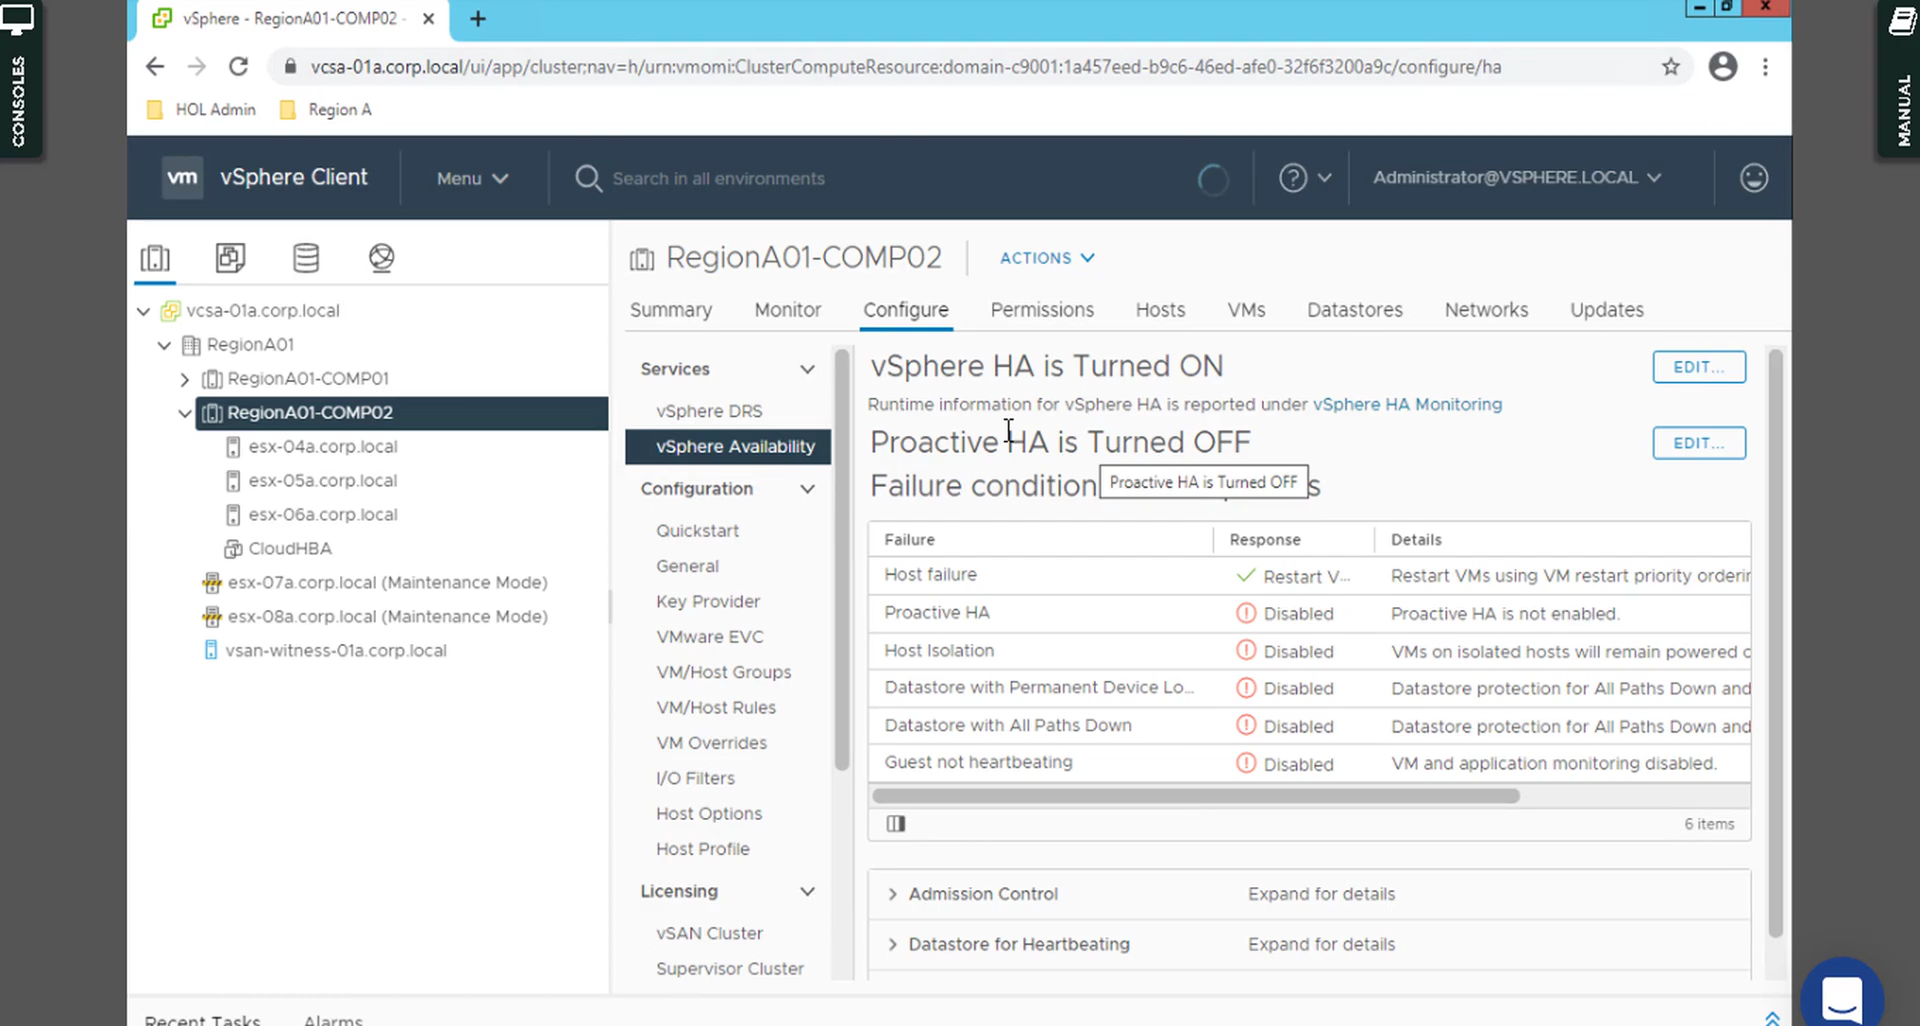 CONSOLES
MANUAL
vSphere - RegionA01-COMP02 -
vcsa-01a.corp.local/ui/app/cluster;nav=h/urn:vmomi:ClusterComputeResource:domain-c9001:1a457eed-b9c6-46ed-afe0-32f6f3200a9c/configure/ha
HOL Admin Region A
vm vSphere Client Menu Search in all environments Administrator@VSPHERE.LOCAL
vcsa-01a.corp.local
RegionA01
RegionA01-COMP01
RegionA01-COMP02
esx-04a.corp.local
esx-05a.corp.local
esx-06a.corp.local
CloudHBA
esx-07a.corp.local (Maintenance Mode)
esx-08a.corp.local (Maintenance Mode)
vsan-witness-01a.corp.local
RegionA01-COMP02 ACTIONS
Summary Monitor Configure Permissions Hosts VMs Datastores Networks Updates
Services
vSphere DRS
vSphere Availability
Configuration
Quickstart
General
Key Provider
VMware EVC
VM/Host Groups
VM/Host Rules
VM Overrides
I/O Filters
Host Options
Host Profile
Licensing
vSAN Cluster
Supervisor Cluster
vSphere HA is Turned ON EDIT...
Runtime information for vSphere HA is reported under vSphere HA Monitoring
Proactive HA is Turned OFF EDIT...
Failure condition
Proactive HA is Turned OFF
Failure Response Details
Host failure Restart V... Restart VMs using VM restart priority orderin
Proactive HA Disabled Proactive HA is not enabled.
Host Isolation Disabled VMs on isolated hosts will remain powered o
Datastore with Permanent Device Lo... Disabled Datastore protection for All Paths Down and
Datastore with All Paths Down Disabled Datastore protection for All Paths Down and
Guest not heartbeating Disabled VM and application monitoring disabled.
6 items
Admission Control Expand for details
Datastore for Heartbeating Expand for details
Recent Tasks Alarms